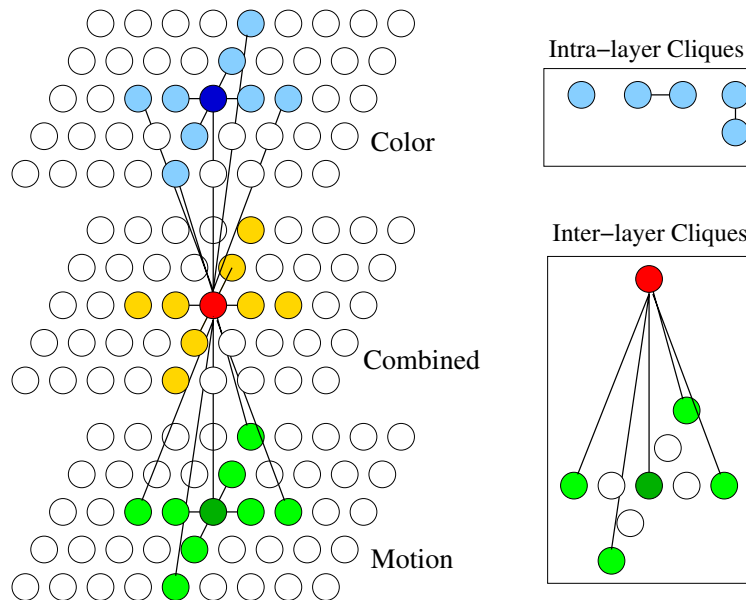 Intra−layer Cliques
Color
Inter−layer Cliques
Combined
Motion